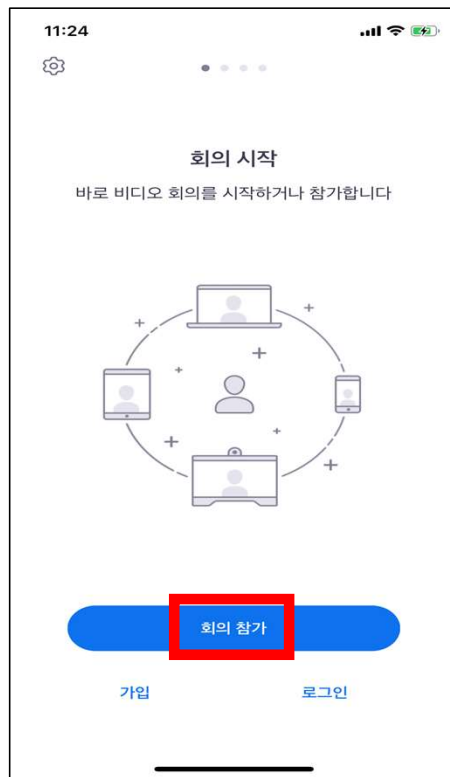 11:24
회의 시작
바로 비디오 회의를 시작하거나 참가합니다
회의 참가
가입 로그인